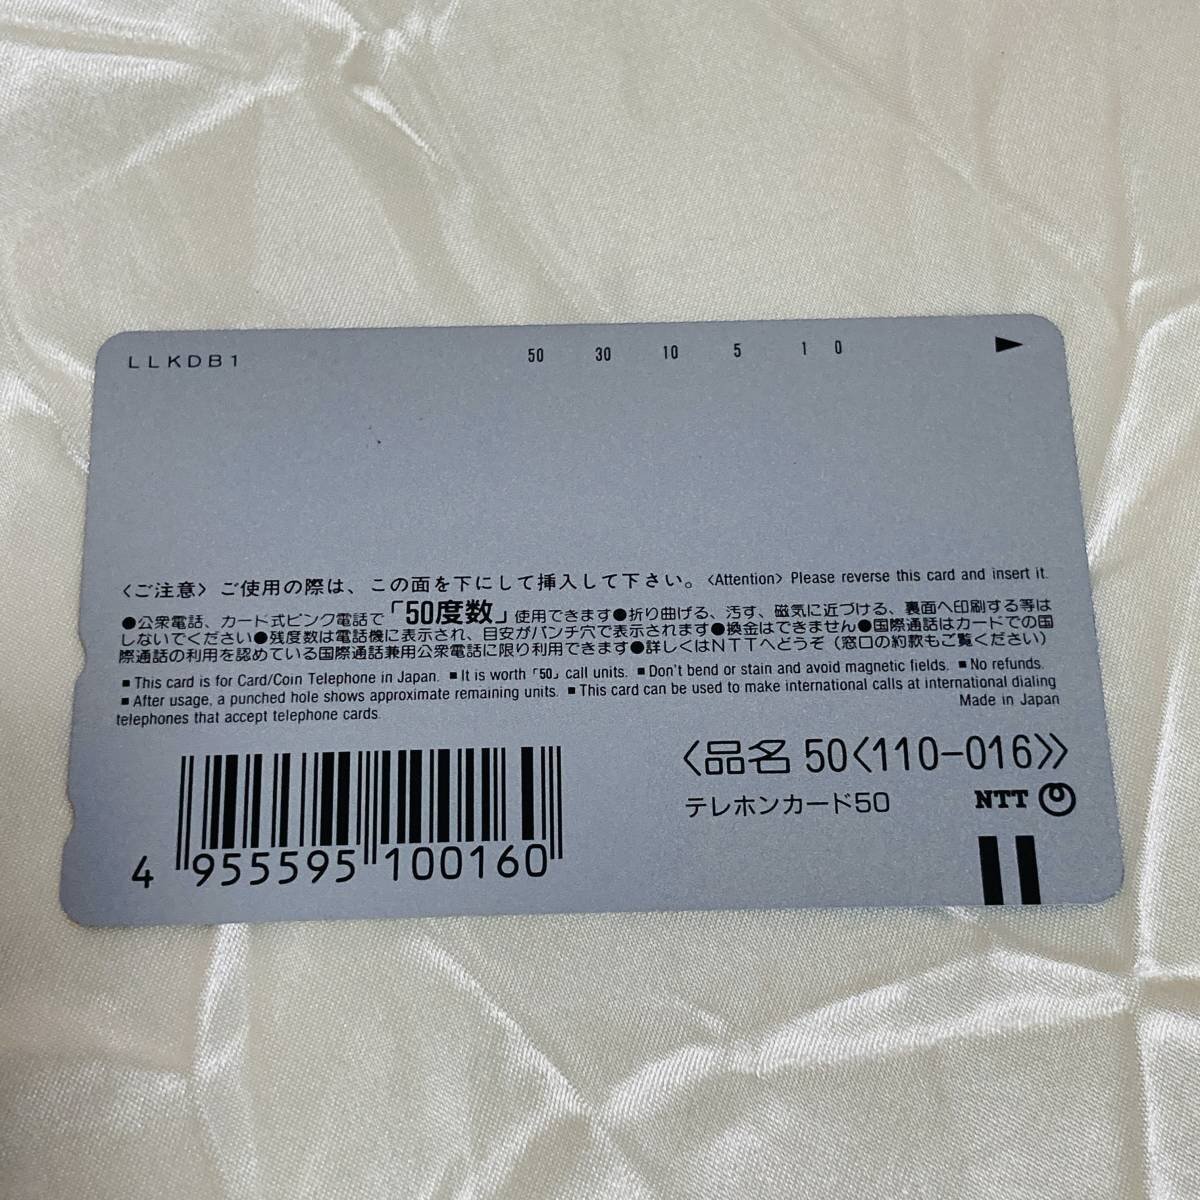 LLKDB1 50 30 10 5 1 0 ▶
〈ご注意〉ご使用の際は、この面を下にして挿入して下さい。〈Attention〉Please reverse this card and insert it.
●公衆電話、カード式ピンク電話で「50度数」使用できます●折り曲げる、汚す、磁気に近づける、裏面へ印刷する等は
しないでください●残度数は電話機に表示され、目安がパンチ穴で表示されます●換金はできません●国際通話はカードでの国
際通話の利用を認めている国際通話兼用公衆電話に限り利用できます●詳しくはNTTへどうぞ（窓口の約款もご覧ください）
■This card is for Card/Coin Telephone in Japan. ■It is worth「50」call units. ■Don't bend or stain and avoid magnetic fields. ■No refunds.
■After usage, a punched hole shows approximate remaining units. ■This card can be used to make international calls at international dialing
telephones that accept telephone cards.
Made in Japan
〈品名 50〈110-016〉〉
テレホンカード50
NTT
4 955595 100160